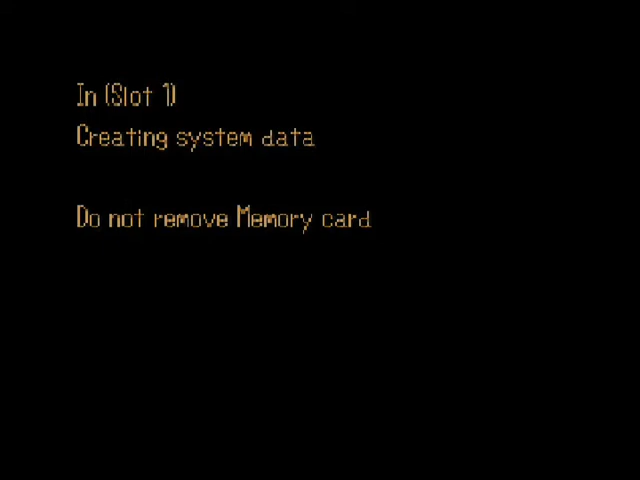 In (Slot 1)
Creating system data
Do not remove Memory card